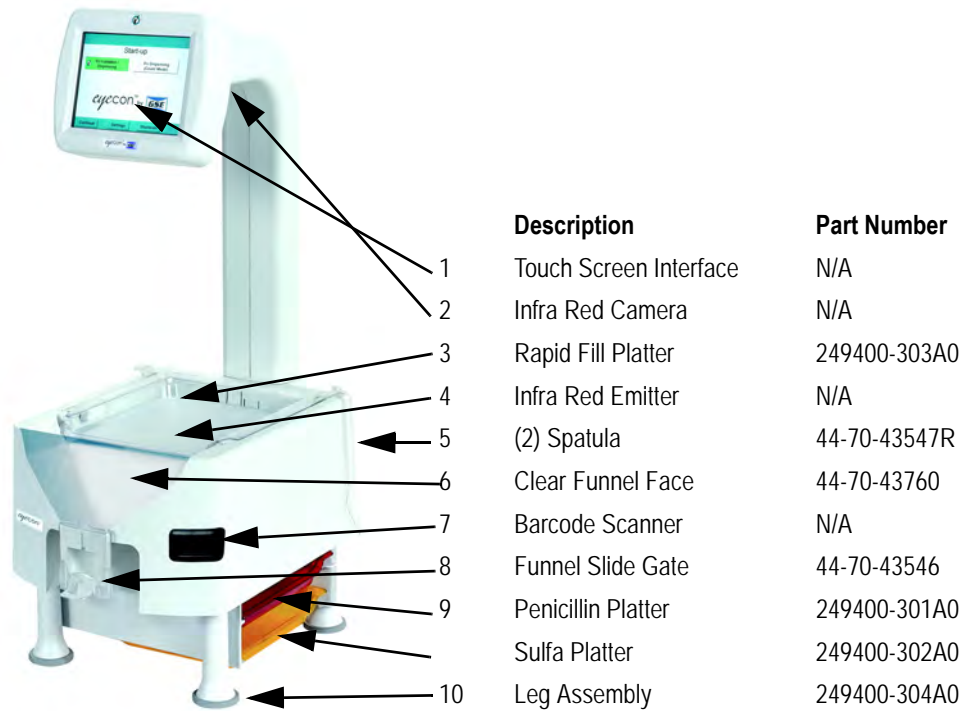 Start-up
eyecon™ by GSE
eyecon
Description Part Number
1 Touch Screen Interface N/A
2 Infra Red Camera N/A
3 Rapid Fill Platter 249400-303A0
4 Infra Red Emitter N/A
5 (2) Spatula 44-70-43547R
6 Clear Funnel Face 44-70-43760
7 Barcode Scanner N/A
8 Funnel Slide Gate 44-70-43546
9 Penicillin Platter 249400-301A0
Sulfa Platter 249400-302A0
10 Leg Assembly 249400-304A0